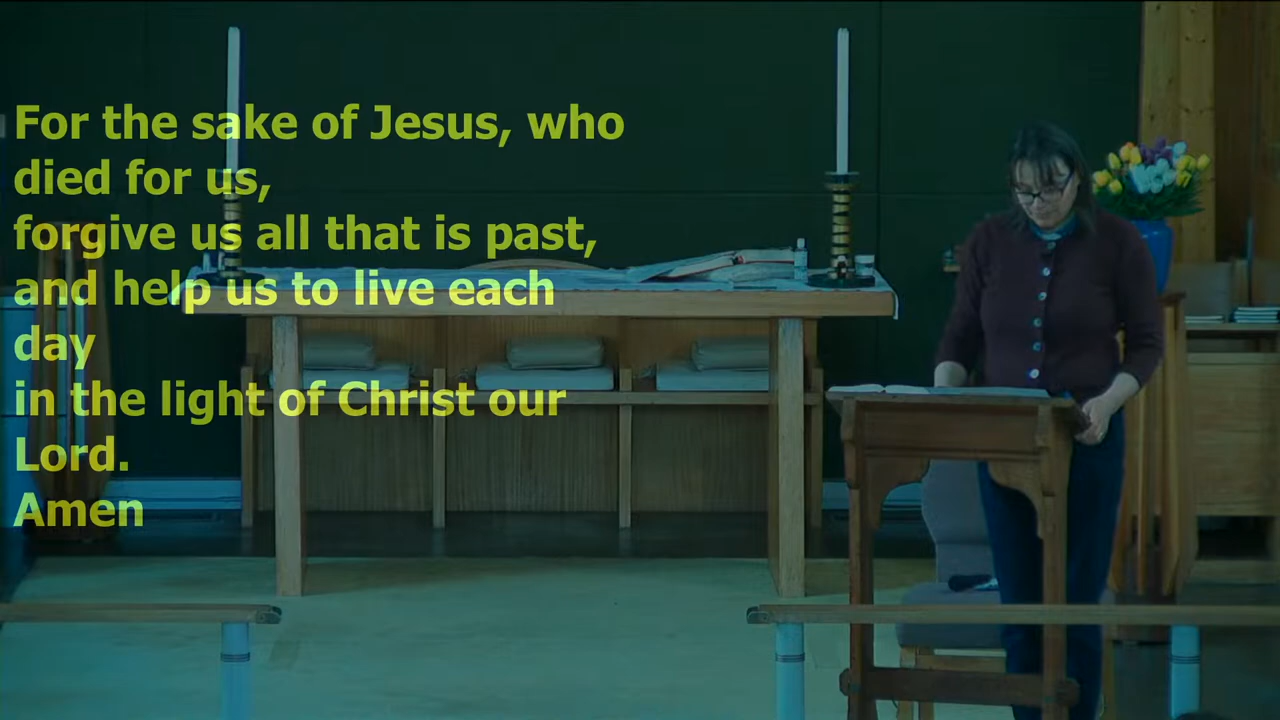 For the sake of Jesus, who
died for us,
forgive us all that is past,
and help us to live each
day
in the light of Christ our
Lord.
Amen